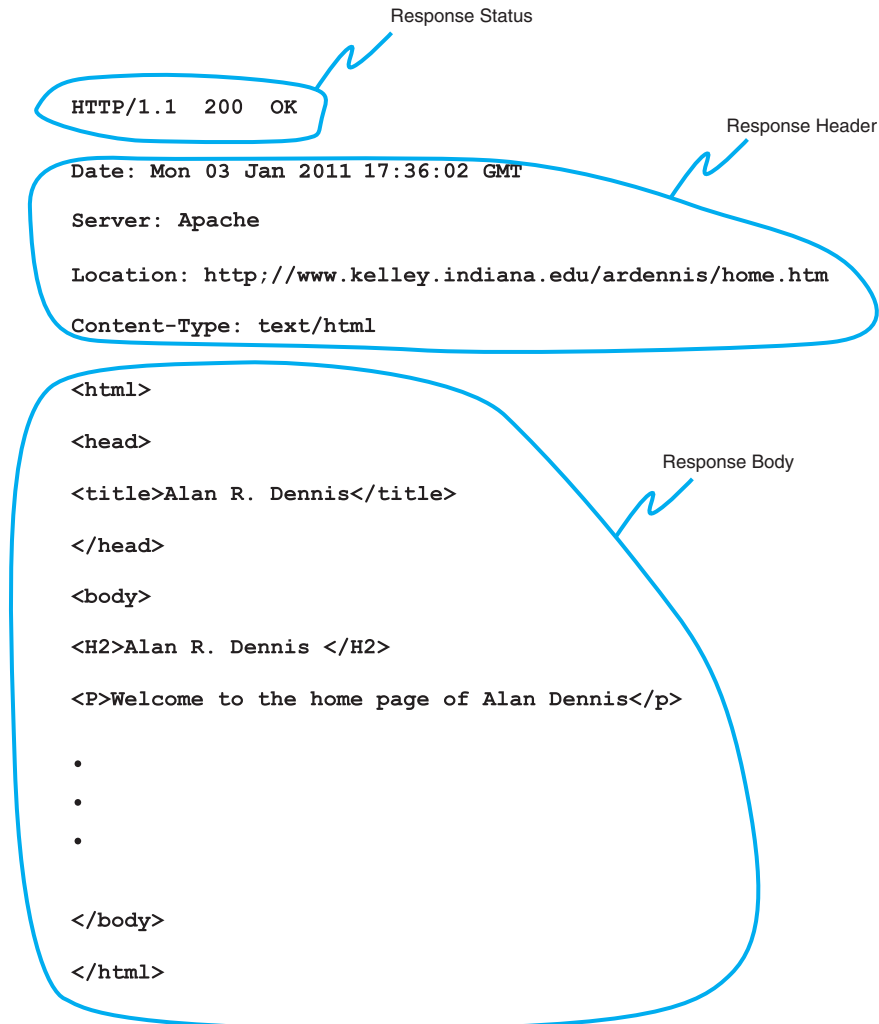 Response Status
HTTP/1.1 200 OK
Response Header
Date: Mon 03 Jan 2011 17:36:02 GMT
Server: Apache
Location: http;//www.kelley.indiana.edu/ardennis/home.htm
Content-Type: text/html
<html>
<head>
Response Body
<title>Alan R. Dennis</title>
</head>
<body>
<H2>Alan R. Dennis </H2>
<P>Welcome to the home page of Alan Dennis</p>
•
•
•
</body>
</html>